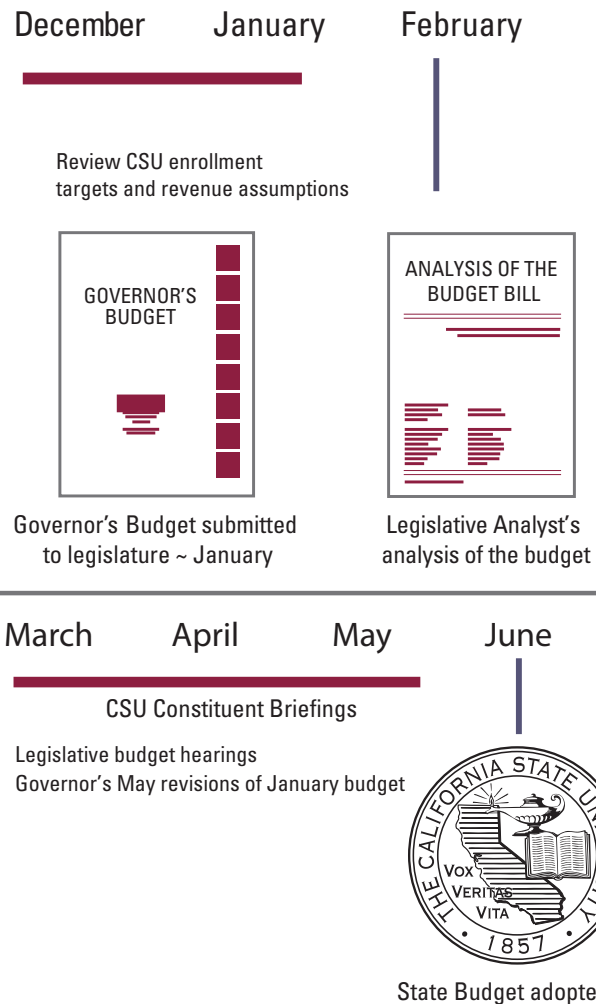 December January February
Review CSU enrollment
targets and revenue assumptions
GOVERNOR'S
BUDGET
ANALYSIS OF THE
BUDGET BILL
Governor's Budget submitted
to legislature ~ January
Legislative Analyst's
analysis of the budget
March April May June
CSU Constituent Briefings
Legislative budget hearings
Governor's May revisions of January budget
THE CALIFORNIA STATE
VOX
VERITAS
VITA
1857
State Budget adopte